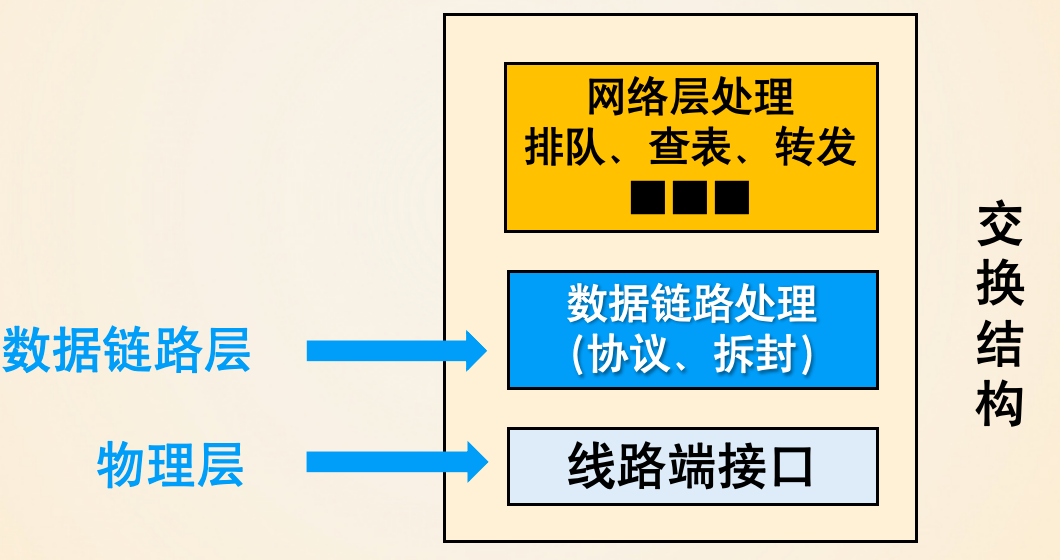 网络层处理
排队、查表、转发
数据链路处理
(协议、拆封)
数据链路层
线路端接口
物理层
交换结构